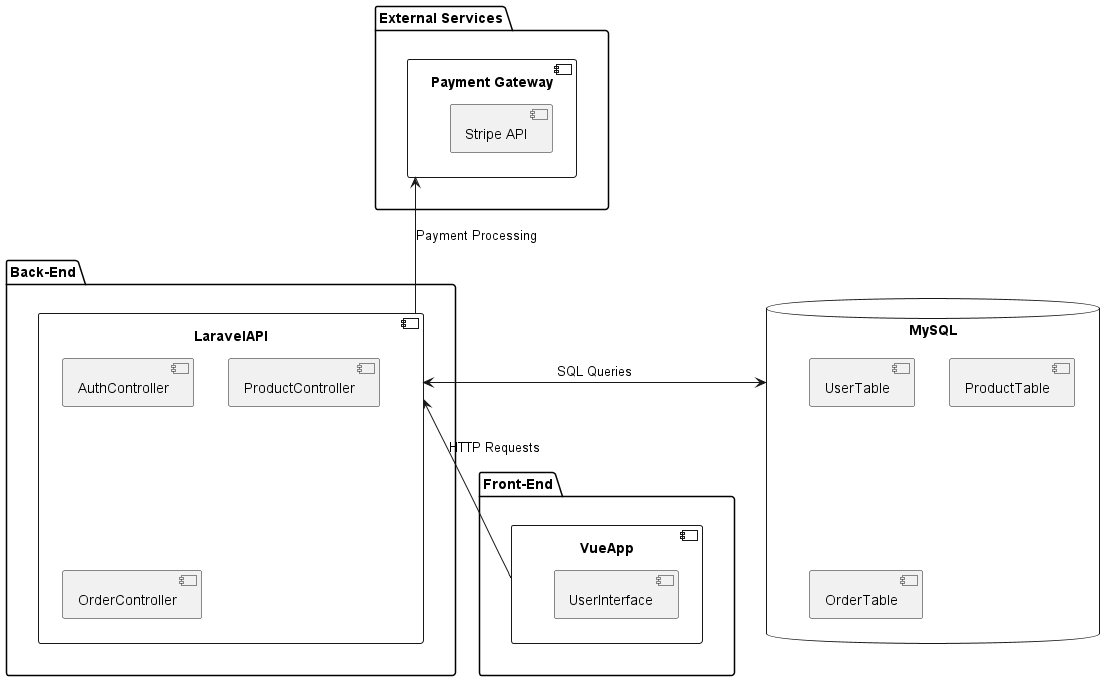 External Services
Payment Gateway
Stripe API
Payment Processing
Back-End
LaravelAPI
AuthController
ProductController
OrderController
SQL Queries
HTTP Requests
MySQL
UserTable
ProductTable
OrderTable
Front-End
VueApp
UserInterface